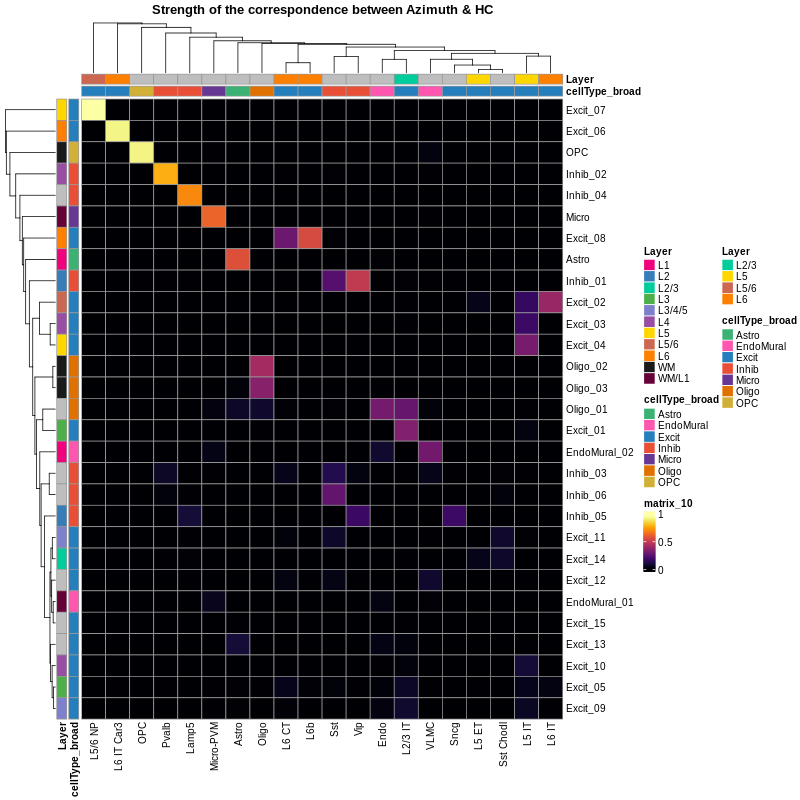 Strength of the correspondence between Azimuth & HC
Layer
cellType_broad
Excit_07
Excit_06
OPC
Inhib_02
Inhib_04
Micro
Excit_08
Astro
Inhib_01
Excit_02
Excit_03
Excit_04
Oligo_02
Oligo_03
Oligo_01
Excit_01
EndoMural_02
Inhib_03
Inhib_06
Inhib_05
Excit_11
Excit_14
Excit_12
EndoMural_01
Excit_15
Excit_13
Excit_10
Excit_05
Excit_09
Layer
cellType_broad
L5/6 NP
L6 IT Car3
OPC
Pvalb
Lamp5
Micro-PVM
Astro
Oligo
L6 CT
L6b
Sst
Vip
Endo
L2/3 IT
VLMC
Sncg
L5 ET
Sst Chodl
L5 IT
L6 IT
Layer
L1
L2
L2/3
L3
L3/4/5
L4
L5
L5/6
L6
WM
WM/L1
cellType_broad
Astro
EndoMural
Excit
Inhib
Micro
Oligo
OPC
matrix_10
1
0.5
0
Layer
L2/3
L5
L5/6
L6
cellType_broad
Astro
EndoMural
Excit
Inhib
Micro
Oligo
OPC